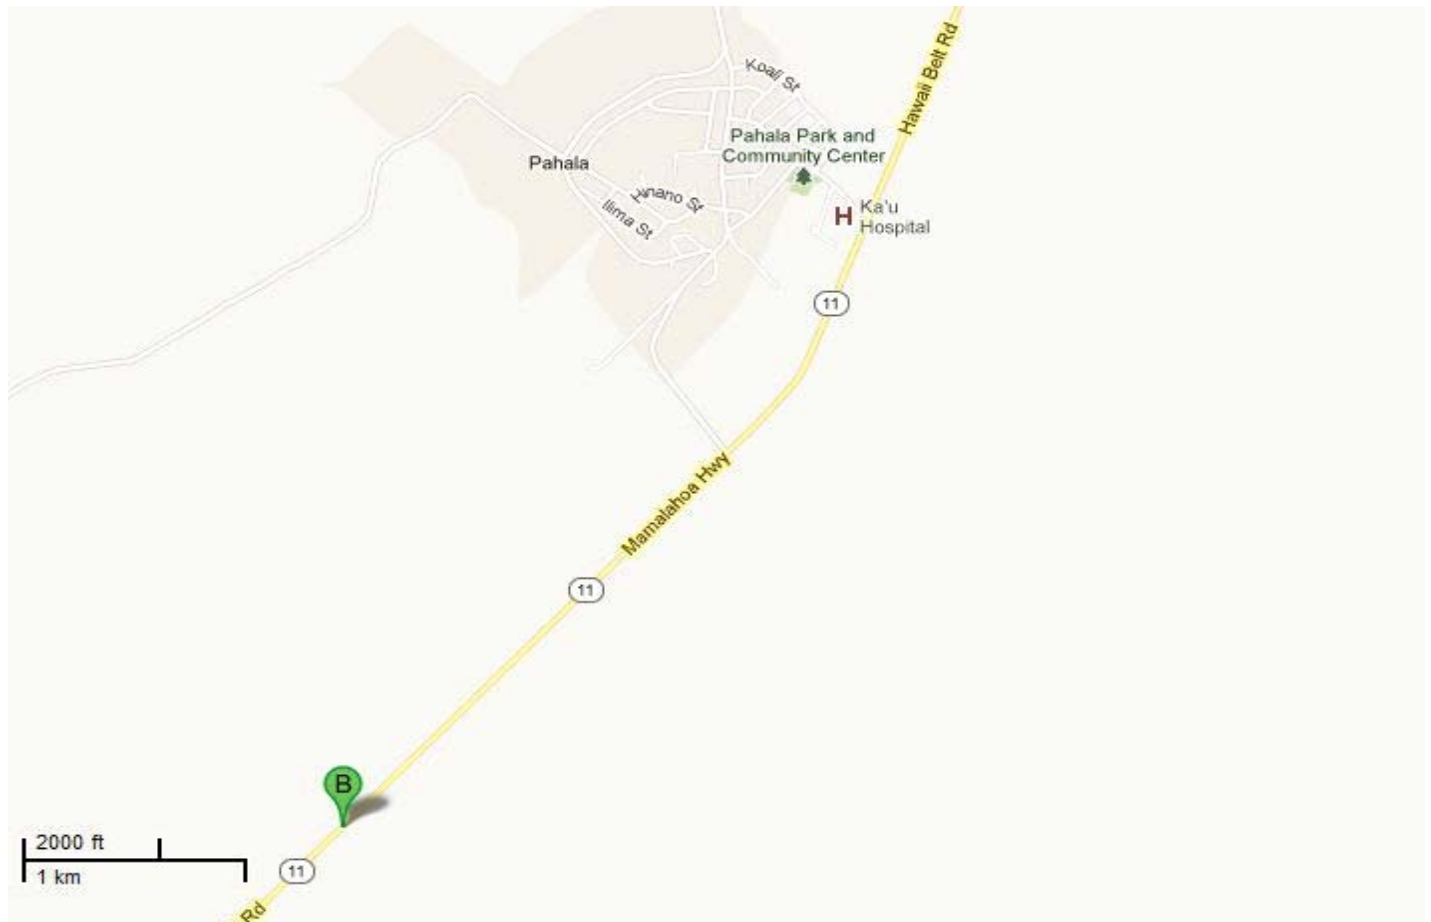 Hawaii Belt Rd
Koali St
Pahala Park and
Community Center
Pahala
Hinano St
Ilima St
H
Ka'u
Hospital
11
Mamalahoa Hwy
11
B
2000 ft
1 km
11
Rd